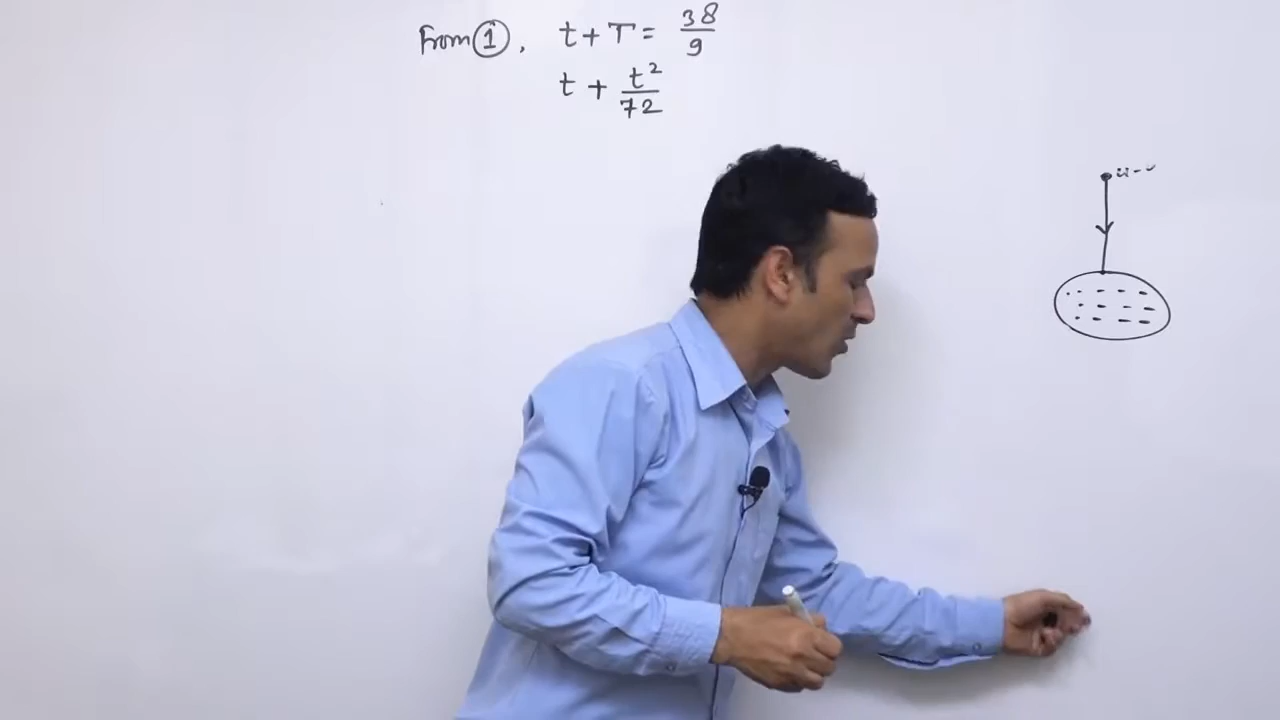 From ①, t + T = 38/9
t + t²/72